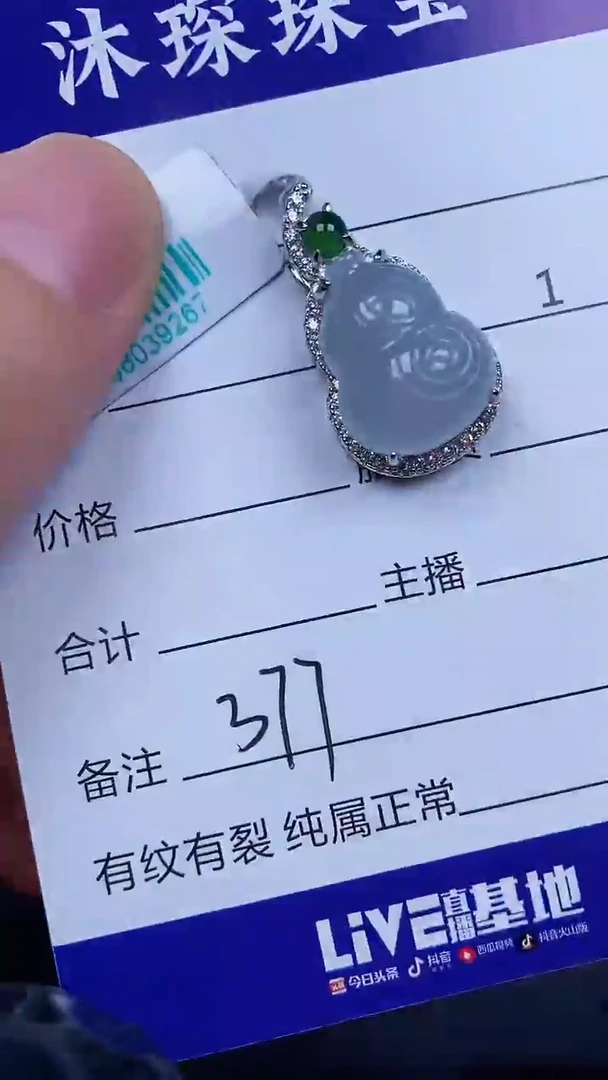 沐琛珠宝
08039267
1
价格
主播
合计
备注 377
有纹有裂 纯属正常
LIVE直播基地
今日头条 抖音 西瓜视频 抖音火山版